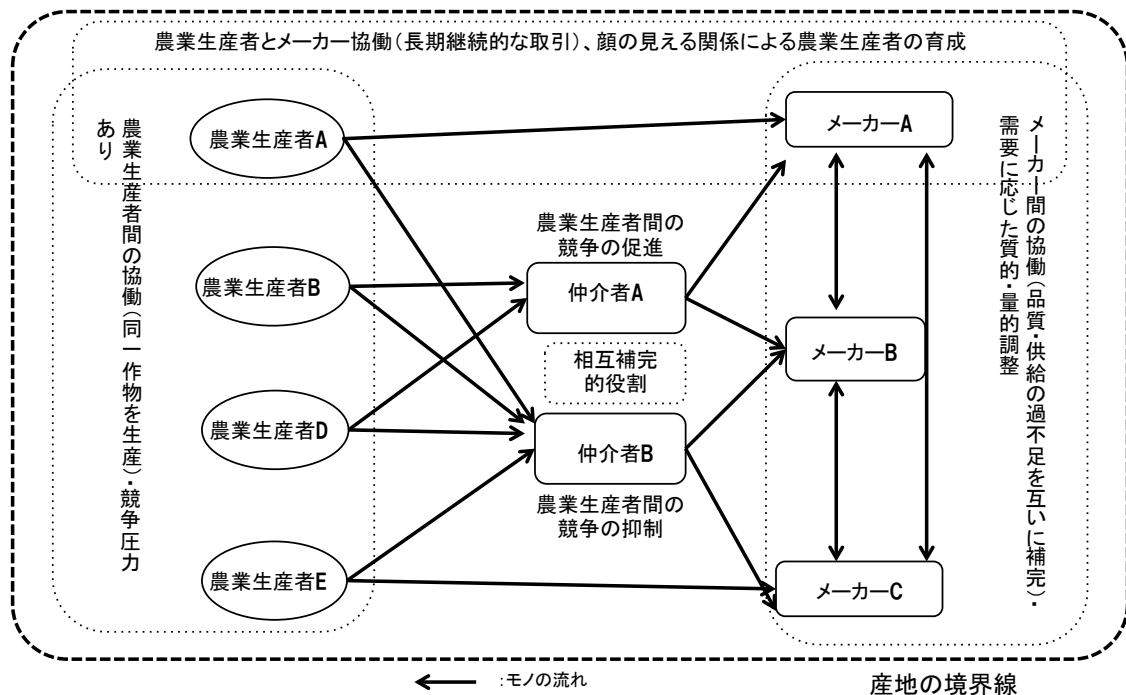 農業生産者とメーカー協働(長期継続的な取引)、顔の見える関係による農業生産者の育成
農業生産者間の協働(同一作物を生産)・競争圧力
あり
農業生産者A
農業生産者B
農業生産者D
農業生産者E
農業生産者間の
競争の促進
仲介者A
相互補完
的役割
仲介者B
農業生産者間の
競争の抑制
メーカーA
メーカーB
メーカーC
メーカー間の協働(品質・供給の過不足を互いに補完)・
需要に応じた質的・量的調整
:モノの流れ
産地の境界線